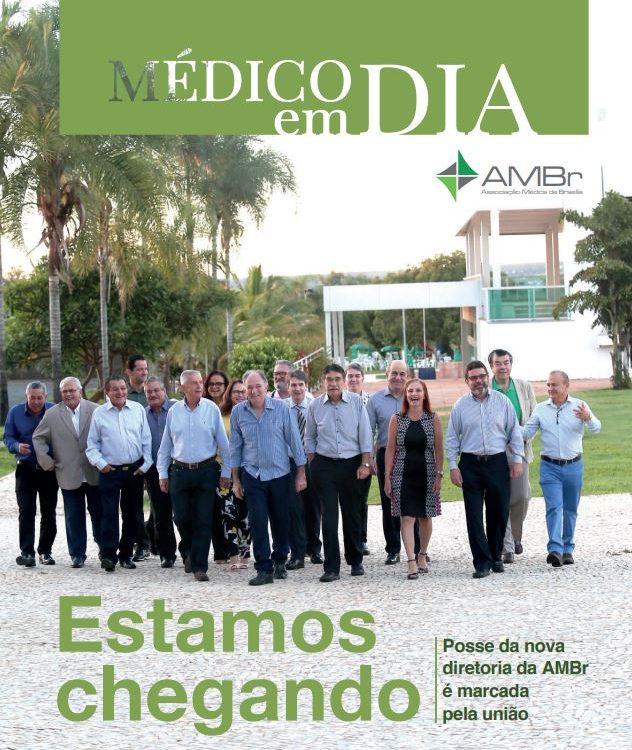 MÉDICO
em DIA
AMBr
Associação Médica de Brasília
Estamos
chegando
Posse da nova
diretoria da AMBr
é marcada
pela união